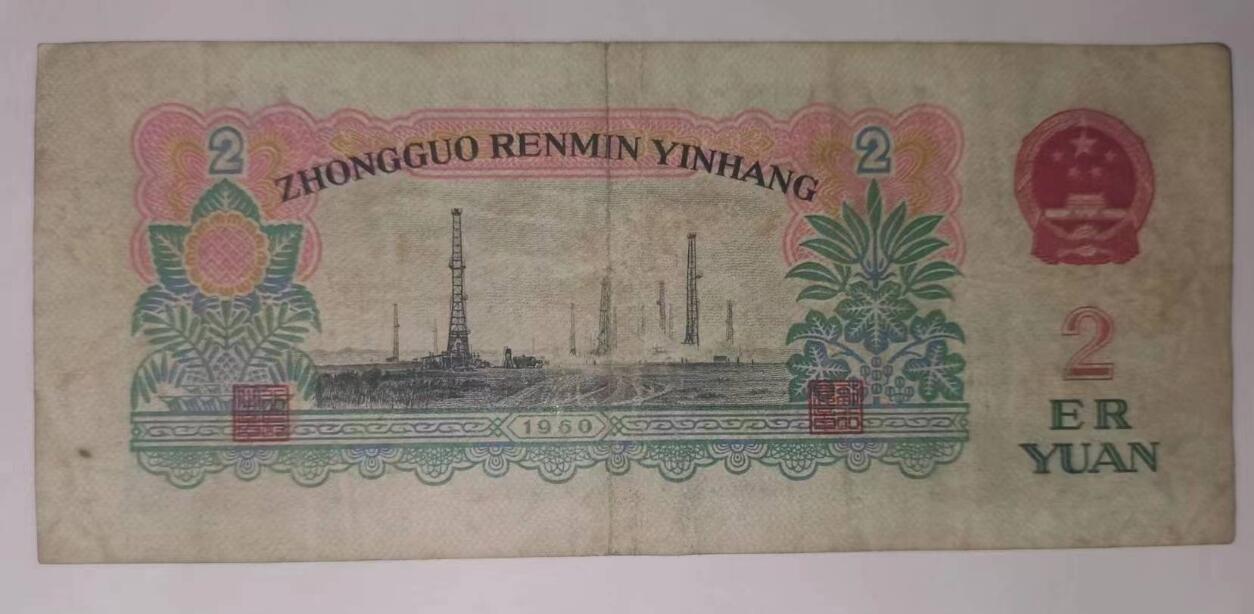 2 2
ZHONGGUO RENMIN YINHANG
2
ER
YUAN
1960